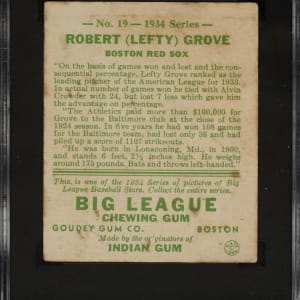 — No. 19 — 1934 Series —
ROBERT (LEFTY) GROVE
BOSTON RED SOX
"On the basis of games won and lost and the con-
sequential percentage, Lefty Grove ranked as the
leading pitcher of the American League for 1933.
In games won, however, he was tied with Alvin
Crowder with 24, but lost 7 less which gave him
the advantage on percentage.
"The Athletics paid more than $100,000 for
Grove to the Baltimore club at the close of the
1924 season. In five years he had won 108 games
for the Baltimore team, had lost only 36 and had
piled up a score of 1107 strikeouts.
"He was born in Lonaconing, Md., in 1900,
and stands 6 feet, 2½ inches high. He weighs
around 175 pounds. Bats and throws left-handed."
This is one of the 1934 Series of pictures of Big
League Baseball Stars. Collect the entire series.
BIG LEAGUE
CHEWING GUM
GOUDEY GUM CO. BOSTON
Made by the originators of
INDIAN GUM